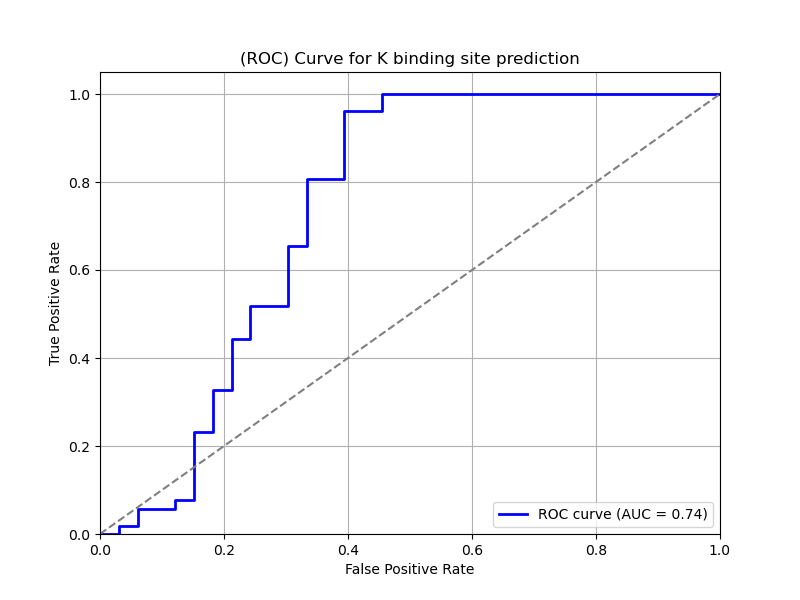 (ROC) Curve for K binding site prediction
True Positive Rate
1.0
0.8
0.6
0.4
0.2
0.0
ROC curve (AUC = 0.74)
0.0 0.2 0.4 0.6 0.8 1.0
False Positive Rate